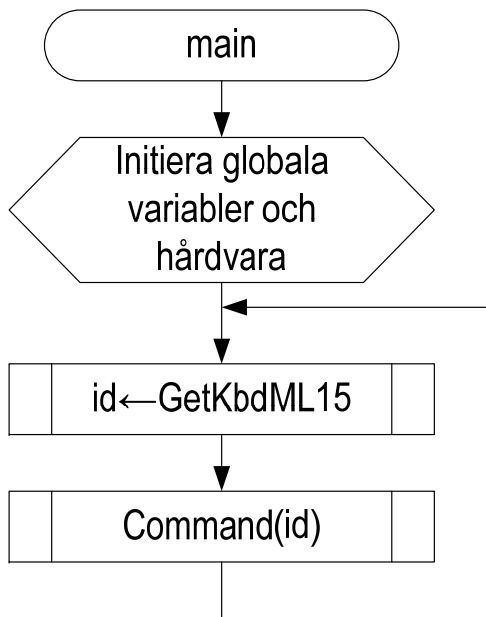 main
Initiera globala
variabler och
hårdvara
id←GetKbdML15
Command(id)